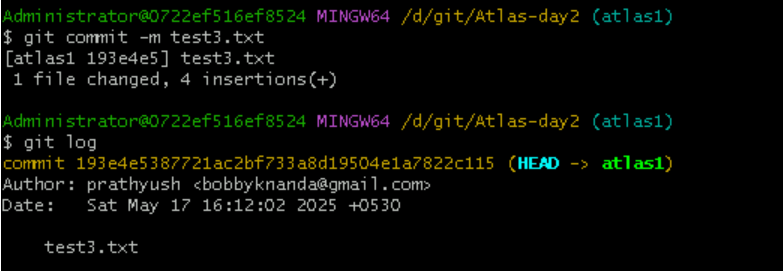 Administrator@0722ef516ef8524 MINGW64 /d/git/Atlas-day2 (atlas1)
$ git commit -m test3.txt
[atlas1 193e4e5] test3.txt
 1 file changed, 4 insertions(+)

Administrator@0722ef516ef8524 MINGW64 /d/git/Atlas-day2 (atlas1)
$ git log
commit 193e4e5387721ac2bf733a8d19504e1a7822c115 (HEAD -> atlas1)
Author: prathyush <bobbyknanda@gmail.com>
Date:   Sat May 17 16:12:02 2025 +0530

    test3.txt